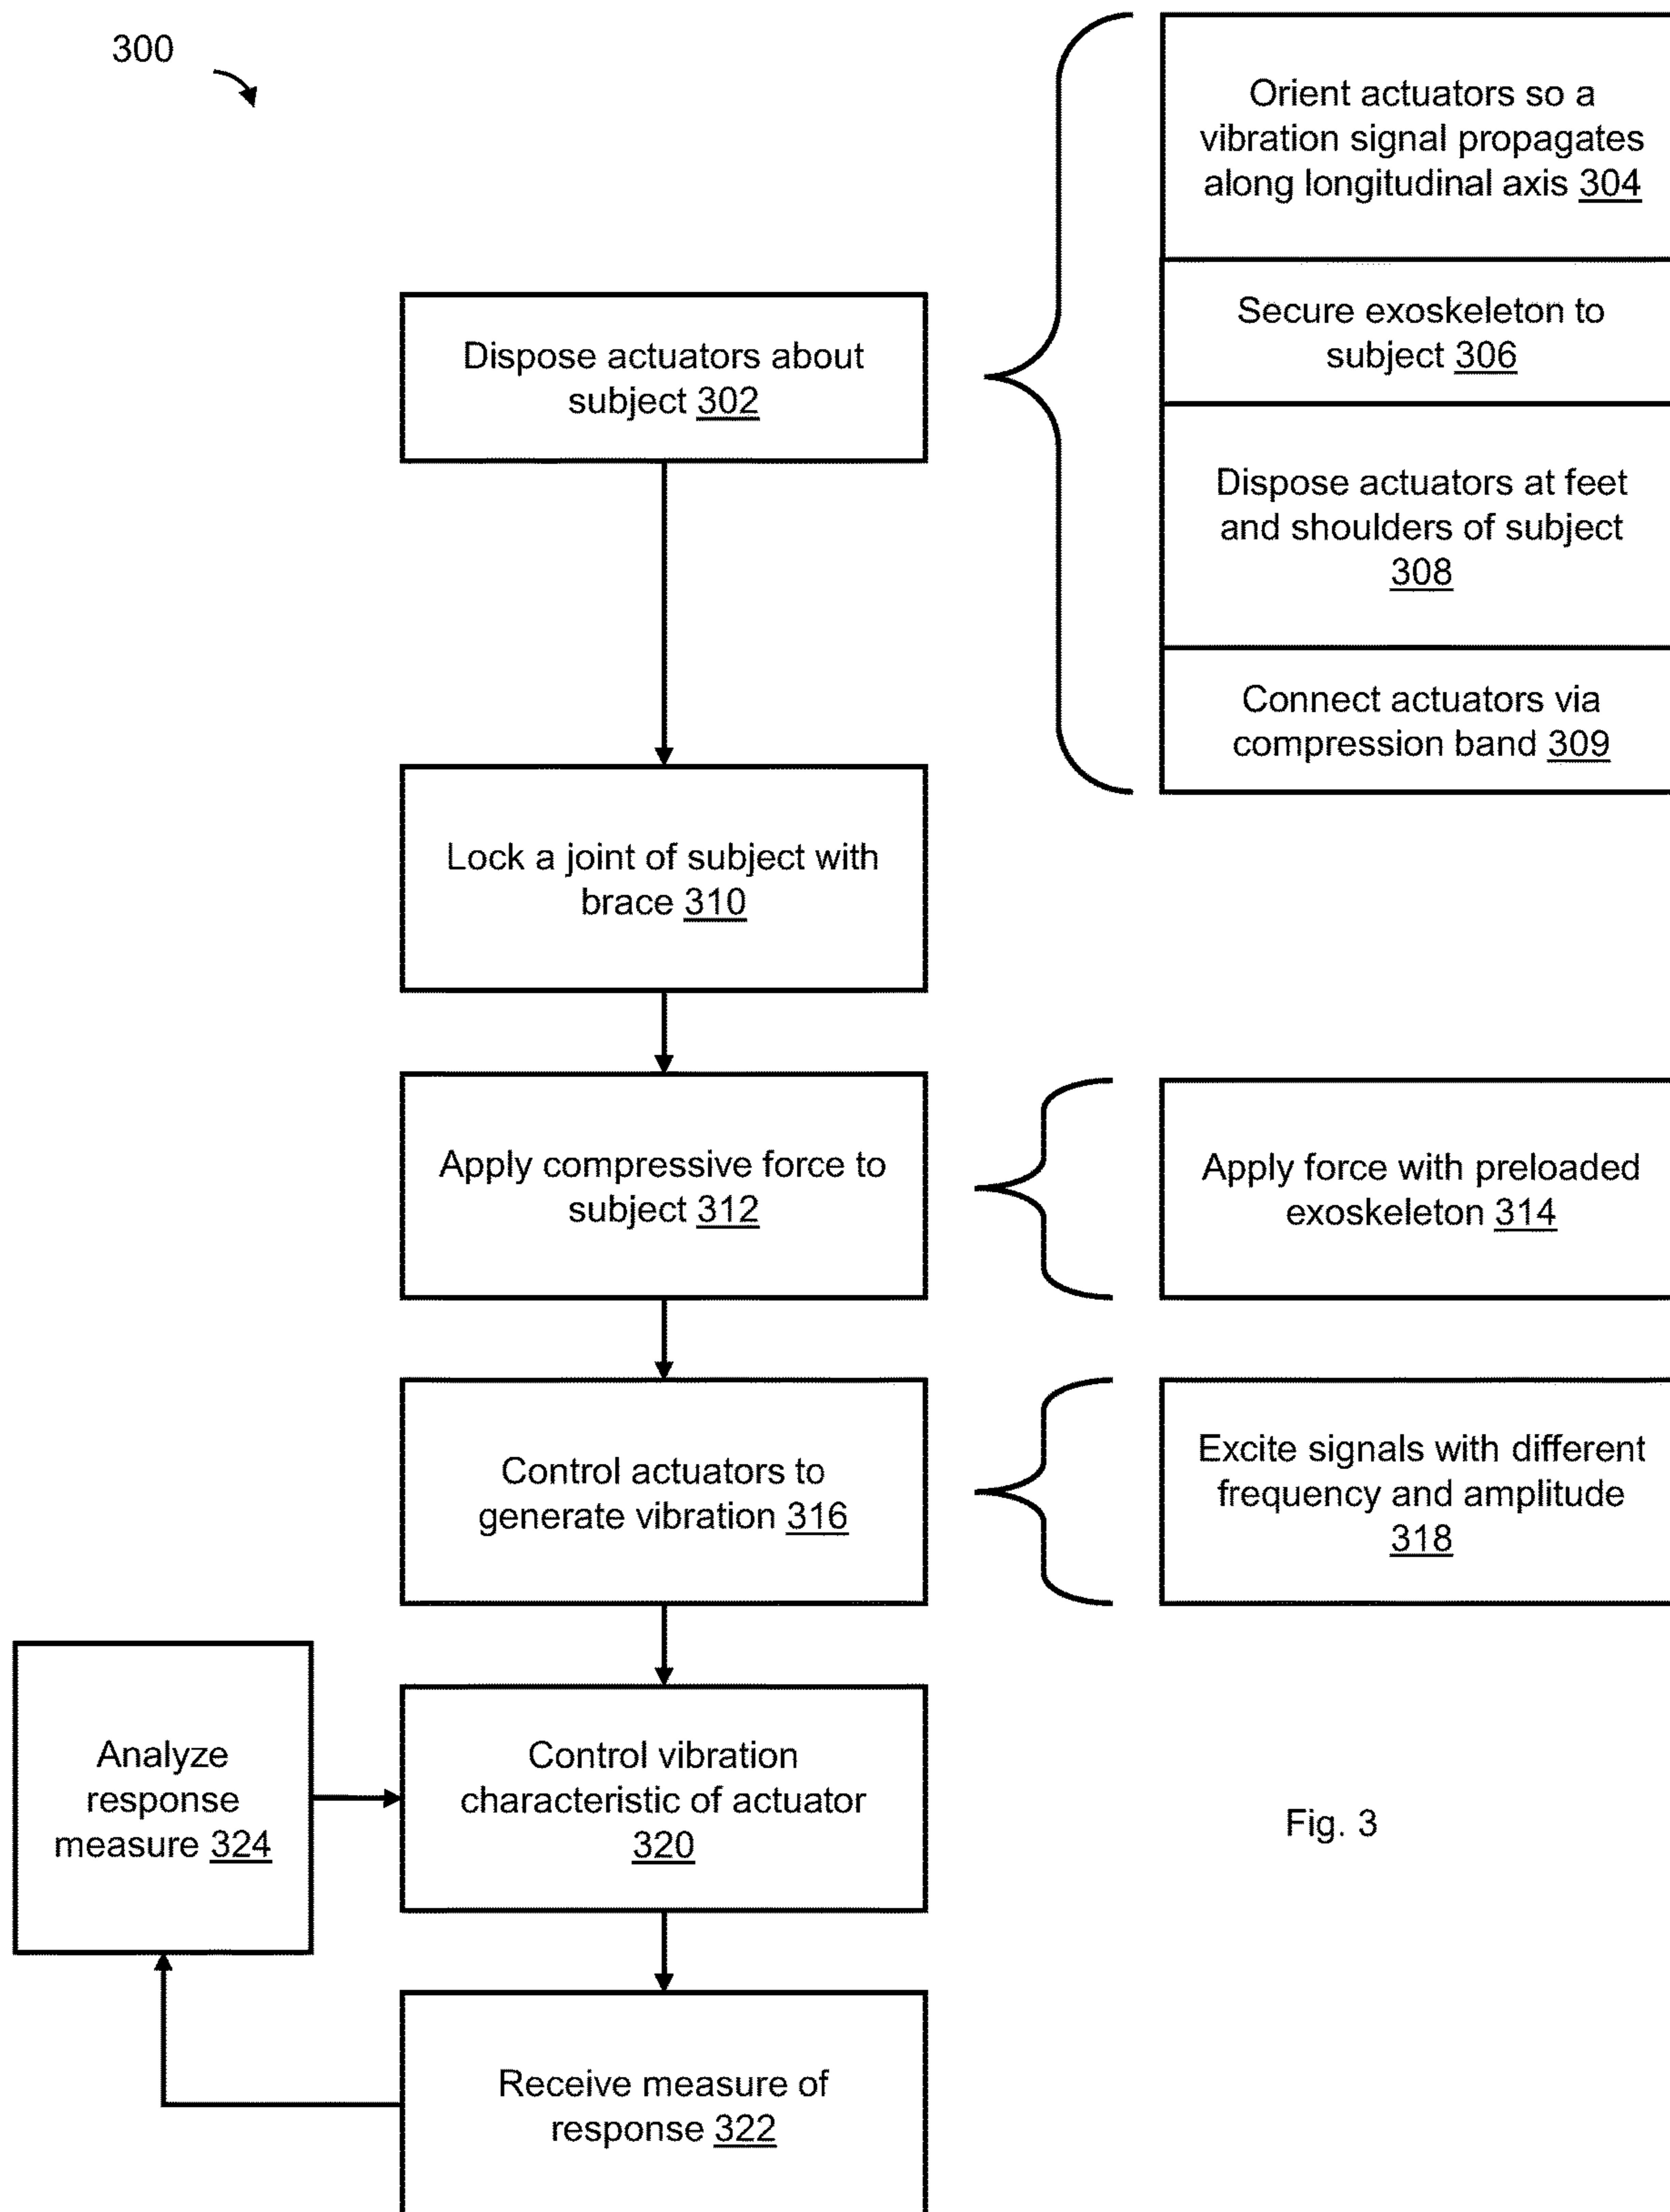 300
Orient actuators so a
vibration signal propagates
along longitudinal axis 304
Secure exoskeleton to
subject 306
Dispose actuators about
subject 302
Dispose actuators at feet
and shoulders of subject
308
Connect actuators via
compression band 309
Lock a joint of subject with
brace 310
Apply compressive force to
subject 312
Apply force with preloaded
exoskeleton 314
Control actuators to
generate vibration 316
Excite signals with different
frequency and amplitude
318
Analyze
response
measure 324
Control vibration
characteristic of actuator
320
Fig. 3
Receive measure of
response 322